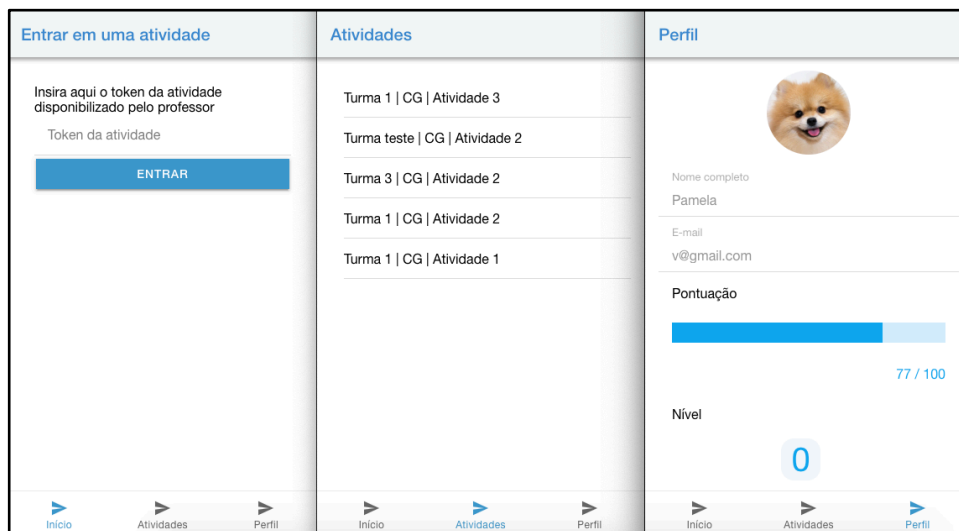 Entrar em uma atividade
Insira aqui o token da atividade
disponibilizado pelo professor
Token da atividade
ENTRAR
Início
Atividades
Perfil
Atividades
Turma 1 | CG | Atividade 3
Turma teste | CG | Atividade 2
Turma 3 | CG | Atividade 2
Turma 1 | CG | Atividade 2
Turma 1 | CG | Atividade 1
Início
Atividades
Perfil
Perfil
Nome completo
Pamela
E-mail
v@gmail.com
Pontuação
77 / 100
Nível
0
Início
Atividades
Perfil